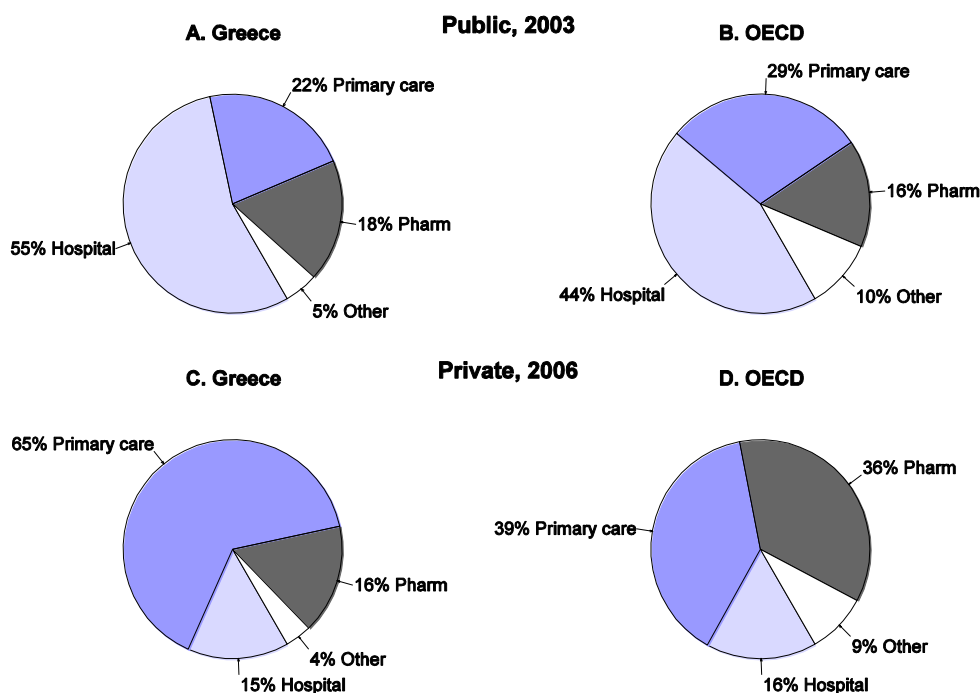 Public, 2003
A. Greece
B. OECD
22% Primary care
29% Primary care
18% Pharm
16% Pharm
55% Hospital
44% Hospital
5% Other
10% Other
Private, 2006
C. Greece
D. OECD
65% Primary care
36% Pharm
39% Primary care
16% Pharm
4% Other
9% Other
15% Hospital
16% Hospital